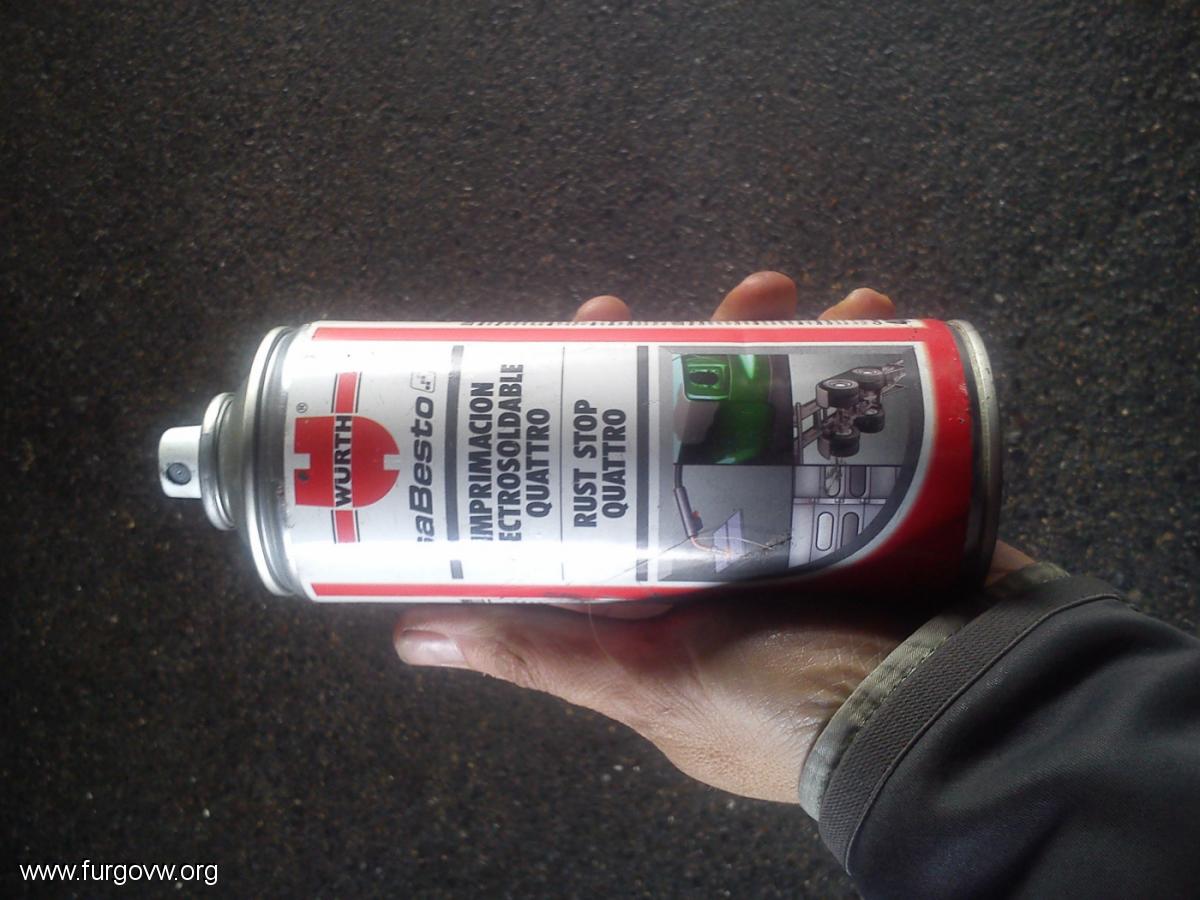 WÜRTH
®
aBesto
IMPRIMACION
ECTROSOLDABLE
QUATTRO
RUST STOP
QUATTRO
www.furgovw.org